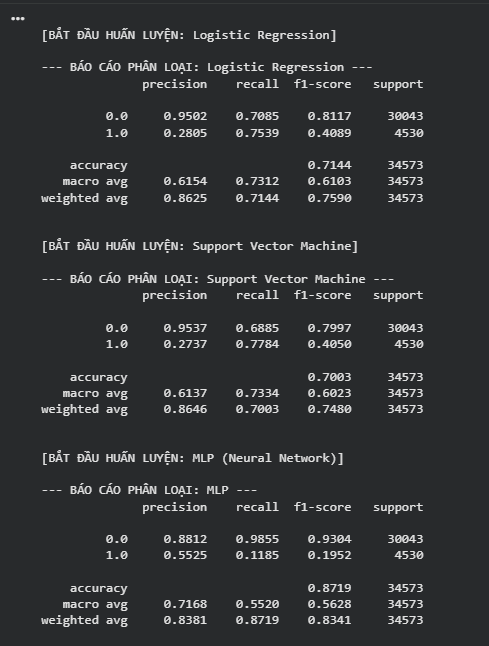 •••
[BẮT ĐẦU HUẤN LUYỆN: Logistic Regression]
--- BÁO CÁO PHÂN LOẠI: Logistic Regression ---
precision recall f1-score support
0.0 0.9502 0.7085 0.8117 30043
1.0 0.2805 0.7539 0.4089 4530
accuracy 0.7144 34573
macro avg 0.6154 0.7312 0.6103 34573
weighted avg 0.8625 0.7144 0.7590 34573
[BẮT ĐẦU HUẤN LUYỆN: Support Vector Machine]
--- BÁO CÁO PHÂN LOẠI: Support Vector Machine ---
precision recall f1-score support
0.0 0.9537 0.6885 0.7997 30043
1.0 0.2737 0.7784 0.4050 4530
accuracy 0.7003 34573
macro avg 0.6137 0.7334 0.6023 34573
weighted avg 0.8646 0.7003 0.7480 34573
[BẮT ĐẦU HUẤN LUYỆN: MLP (Neural Network)]
--- BÁO CÁO PHÂN LOẠI: MLP ---
precision recall f1-score support
0.0 0.8812 0.9855 0.9304 30043
1.0 0.5525 0.1185 0.1952 4530
accuracy 0.8719 34573
macro avg 0.7168 0.5520 0.5628 34573
weighted avg 0.8381 0.8719 0.8341 34573